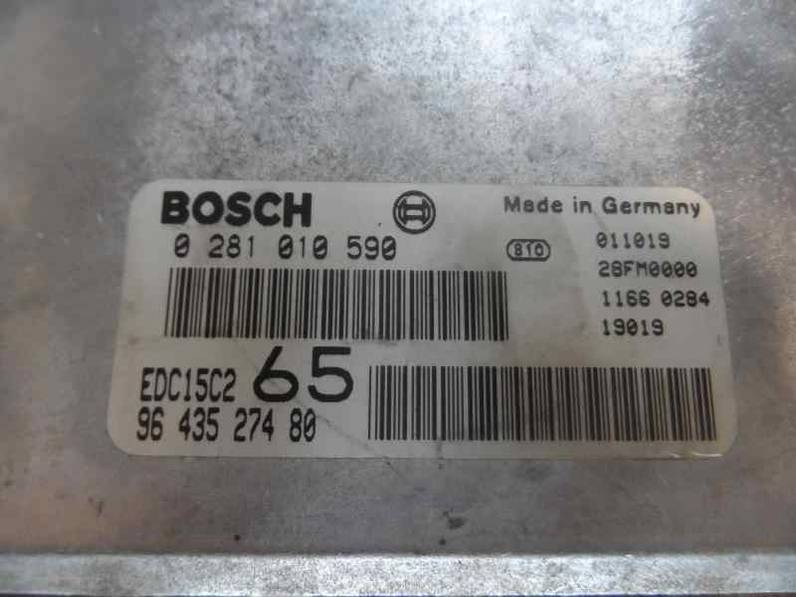 BOSCH
Made in Germany
0 281 010 590
810
011019
28FM0000
1166 0284
19019
EDC15C2 65
96 435 274 80